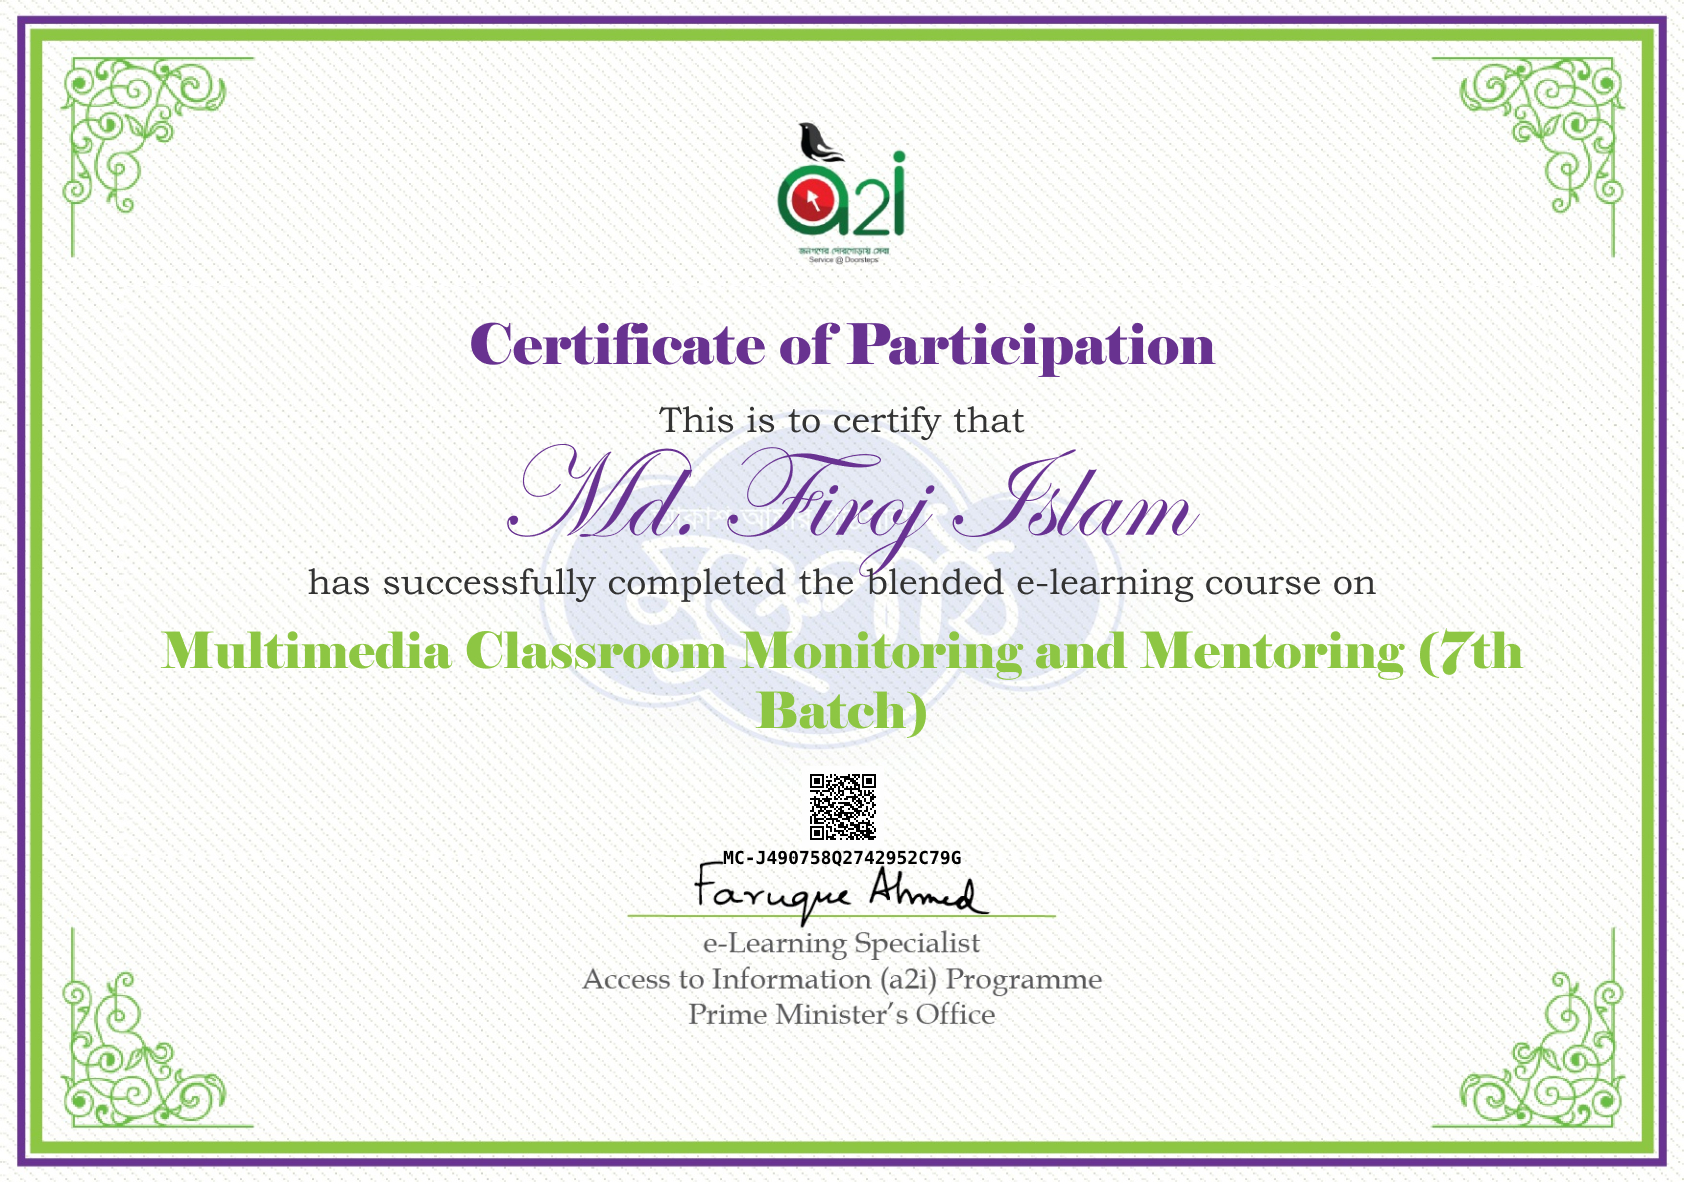 a2i
জনগণের দোরগোড়ায় সেবা
Service @ Doorsteps
Certificate of Participation
This is to certify that
Md. Firoj Islam
has successfully completed the blended e-learning course on
Multimedia Classroom Monitoring and Mentoring (7th
Batch)
MC-J490758Q2742952C79G
Faruque Ahmed
e-Learning Specialist
Access to Information (a2i) Programme
Prime Minister's Office